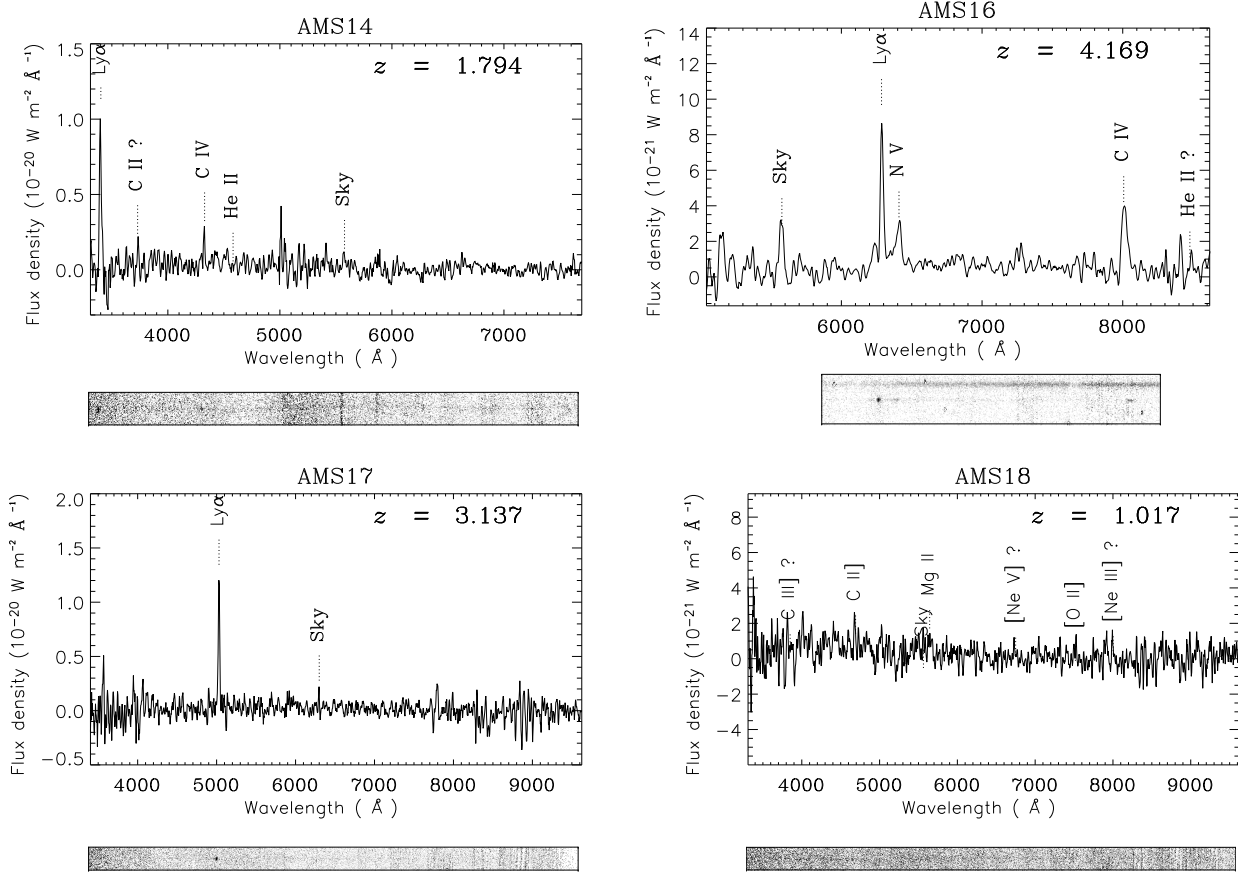 AMS14
z = 1.794
Flux density (10⁻²⁰ W m⁻² Å⁻¹)
1.5
1.0
0.5
0.0
Lyα
C II ?
C IV
He II
Sky
4000 5000 6000 7000
Wavelength ( Å )
AMS16
z = 4.169
Flux density (10⁻²¹ W m⁻² Å⁻¹)
14
12
10
8
6
4
2
0
Sky
Lyα
N V
C IV
He II ?
6000 7000 8000
Wavelength ( Å )
AMS17
z = 3.137
Flux density (10⁻²⁰ W m⁻² Å⁻¹)
2.0
1.5
1.0
0.5
0.0
−0.5
Lyα
Sky
4000 5000 6000 7000 8000 9000
Wavelength ( Å )
AMS18
z = 1.017
Flux density (10⁻²¹ W m⁻² Å⁻¹)
8
6
4
2
0
−2
−4
C III] ?
C II]
Sky
Mg II
[Ne V] ?
[O II]
[Ne III] ?
4000 5000 6000 7000 8000 9000
Wavelength ( Å )